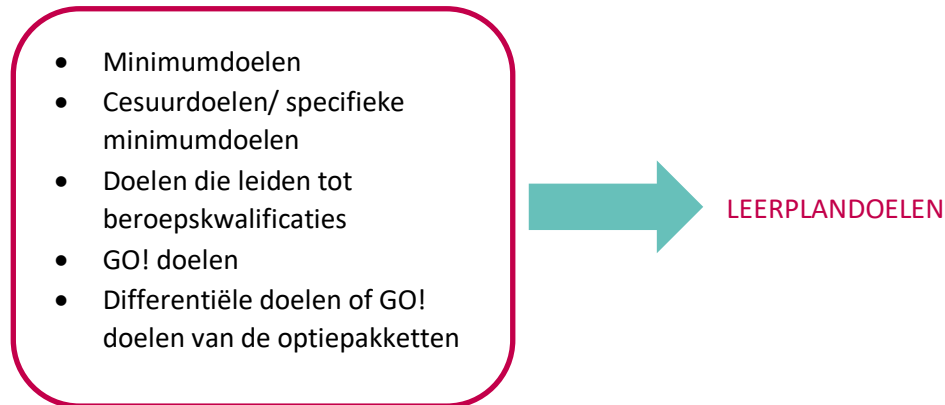 • Minimumdoelen
• Cesuurdoelen/ specifieke
minimumdoelen
• Doelen die leiden tot
beroepskwalificaties
• GO! doelen
• Differentiële doelen of GO!
doelen van de optiepakketten
LEERPLANDOELEN